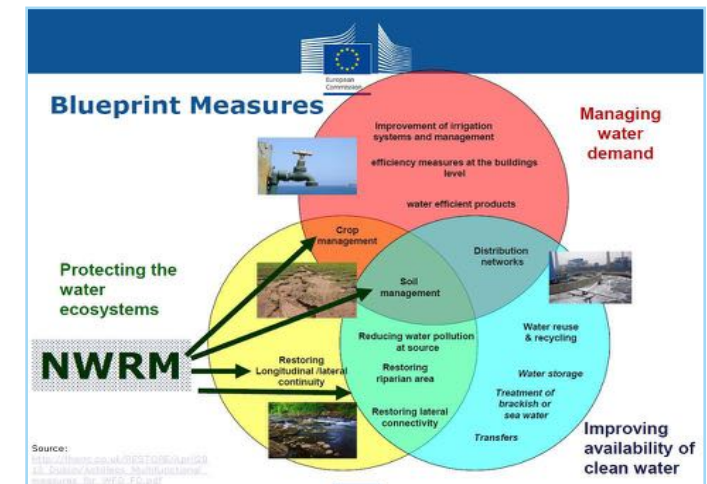 European
Commission
Blueprint Measures
Managing
water
demand
Improvement of irrigation
systems and management
efficiency measures at the buildings
level
water efficient products
Crop
management
Distribution
networks
Protecting the
water
ecosystems
Soil
management
NWRM
Reducing water pollution
at source
Water reuse
& recycling
Restoring
Longitudinal /lateral
continuity
Restoring
riparian area
Water storage
Treatment of
brackish or
sea water
Restoring lateral
connectivity
Transfers
Improving
availability of
clean water
Source: